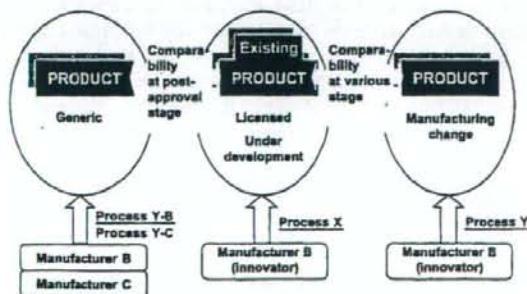 PRODUCT
Generic
Compara-
bility
at post-
approval
stage
Existing
PRODUCT
Licensed
Under
development
Compara-
bility
at various
stage
PRODUCT
Manufacturing
change
Process Y-B
Process Y-C
Manufacturer B
Manufacturer C
Process X
Manufacturer B
(innovator)
Process Y
Manufacturer B
(innovator)